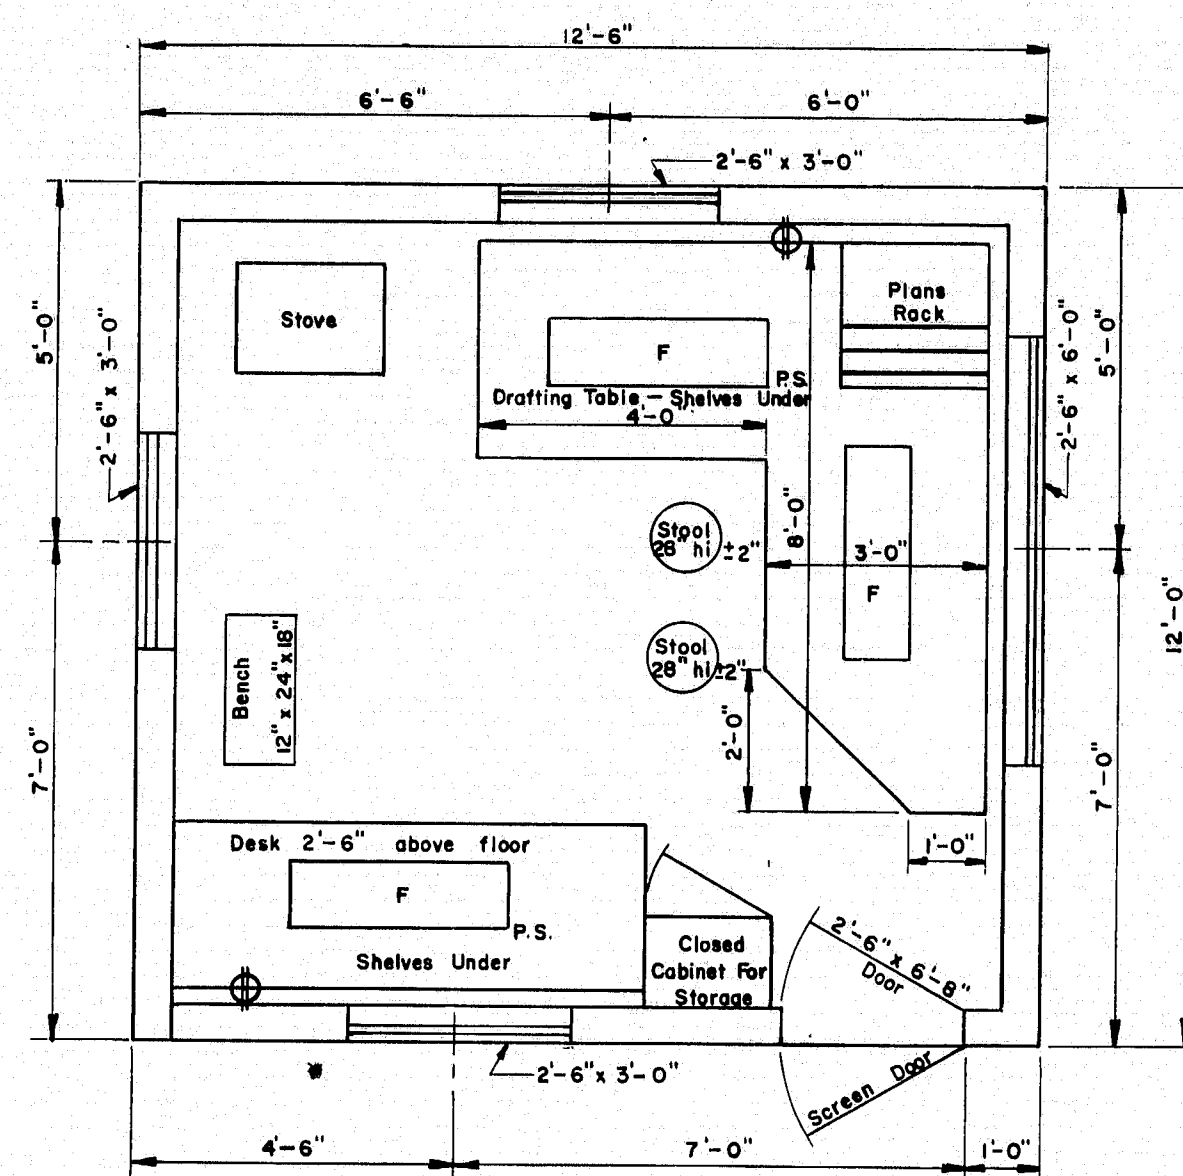 12'-6"
6'-6"
6'-0"
2'-6" x 3'-0"
5'-0"
2'-6" x 3'-0"
Stove
F
P.S.
Drafting Table — Shelves Under
4'-0"
Plans
Rack
2'-6" x 6'-0"
5'-0"
8'-0"
3'-0"
F
Stool
28" hi ±2"
Stool
28" hi ±2"
12'-0"
Bench
12" x 24" x 18"
2'-0"
7'-0"
7'-0"
1'-0"
Desk 2'-6" above floor
F
P.S.
Shelves Under
Closed
Cabinet For
Storage
2'-6" x 6'-8"
Door
2'-6" x 3'-0"
Screen Door
4'-6"
7'-0"
1'-0"